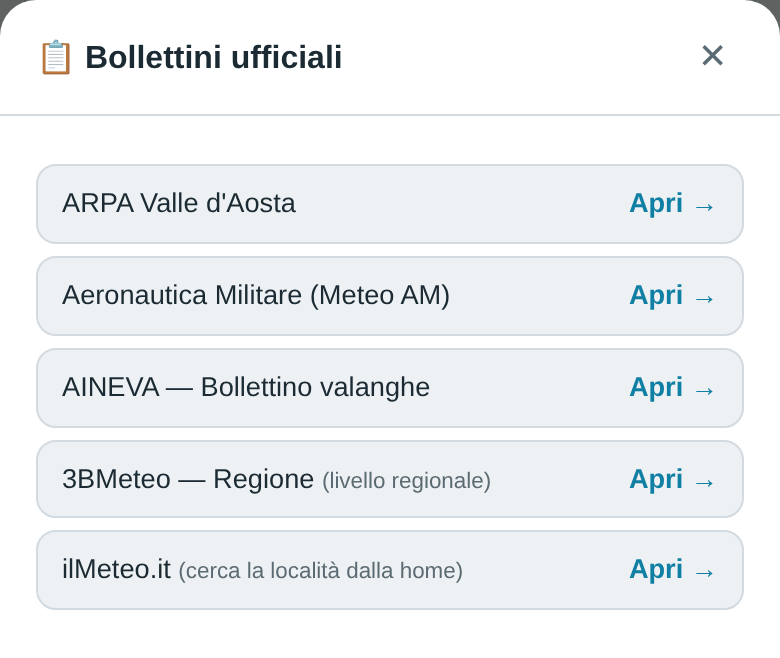 📋 Bollettini ufficiali ✕
ARPA Valle d'Aosta Apri →
Aeronautica Militare (Meteo AM) Apri →
AINEVA — Bollettino valanghe Apri →
3BMeteo — Regione (livello regionale) Apri →
ilMeteo.it (cerca la località dalla home) Apri →